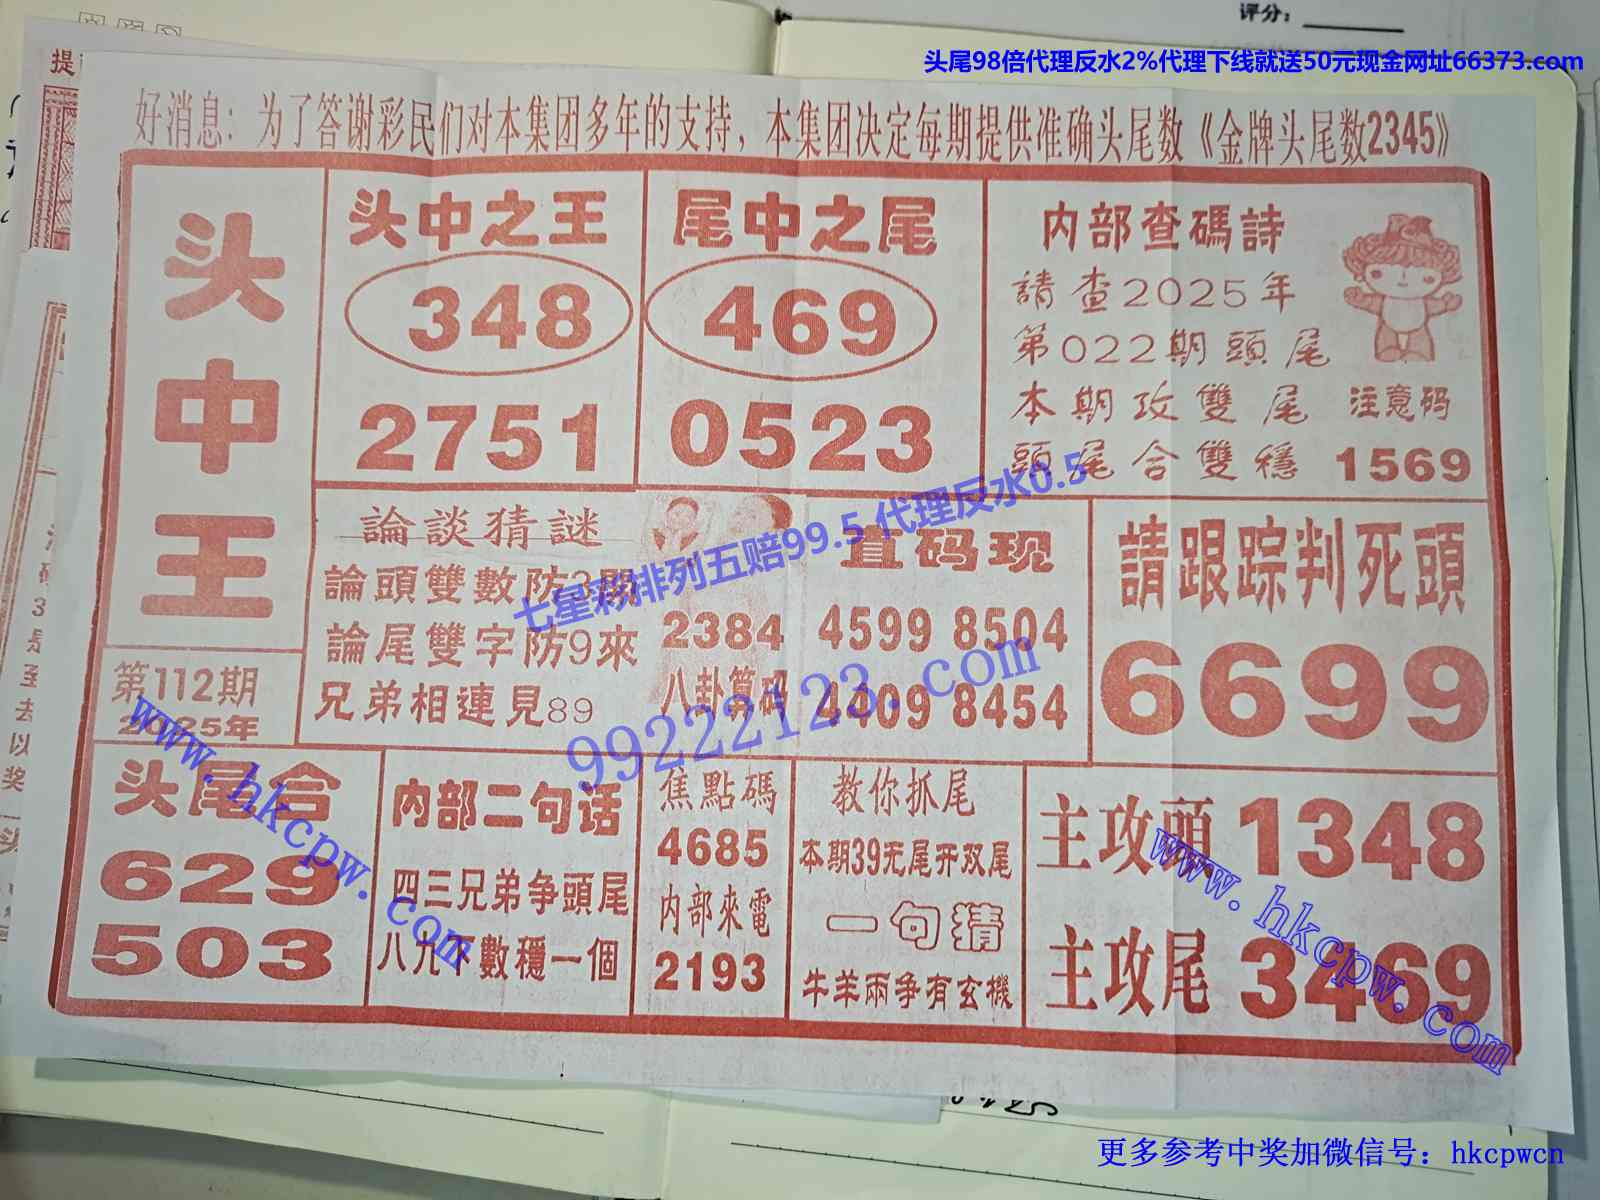 评分：
头尾98倍代理反水2%代理下线就送50元现金网址66373.com
提
好消息：为了答谢彩民们对本集团多年的支持，本集团决定每期提供准确头尾数《金牌头尾数2345》
头中王
第112期
2025年
头中之王
348
2751
尾中之尾
469
0523
内部查碼詩
請查2025年
第022期頭尾
本期攻雙尾
頭尾合雙穩
注意码
1569
論談猜謎
論頭雙數防3開
論尾雙字防9來
兄弟相連見89
2384
八卦算码
直码现
4599 8504
4409 8454
請跟踪判死頭
6699
头尾合
629
503
内部二句话
四三兄弟争頭尾
八九下數穩一個
焦點碼
4685
内部來電
2193
教你抓尾
本期39无尾开双尾
一句猜
牛羊兩争有玄機
主攻頭 1348
主攻尾 3469
七星彩排列五赔99.5 代理反水0.5
99222123.com
www.hkcpw.com
www.hkcpw.com
更多参考中奖加微信号：hkcpwcn